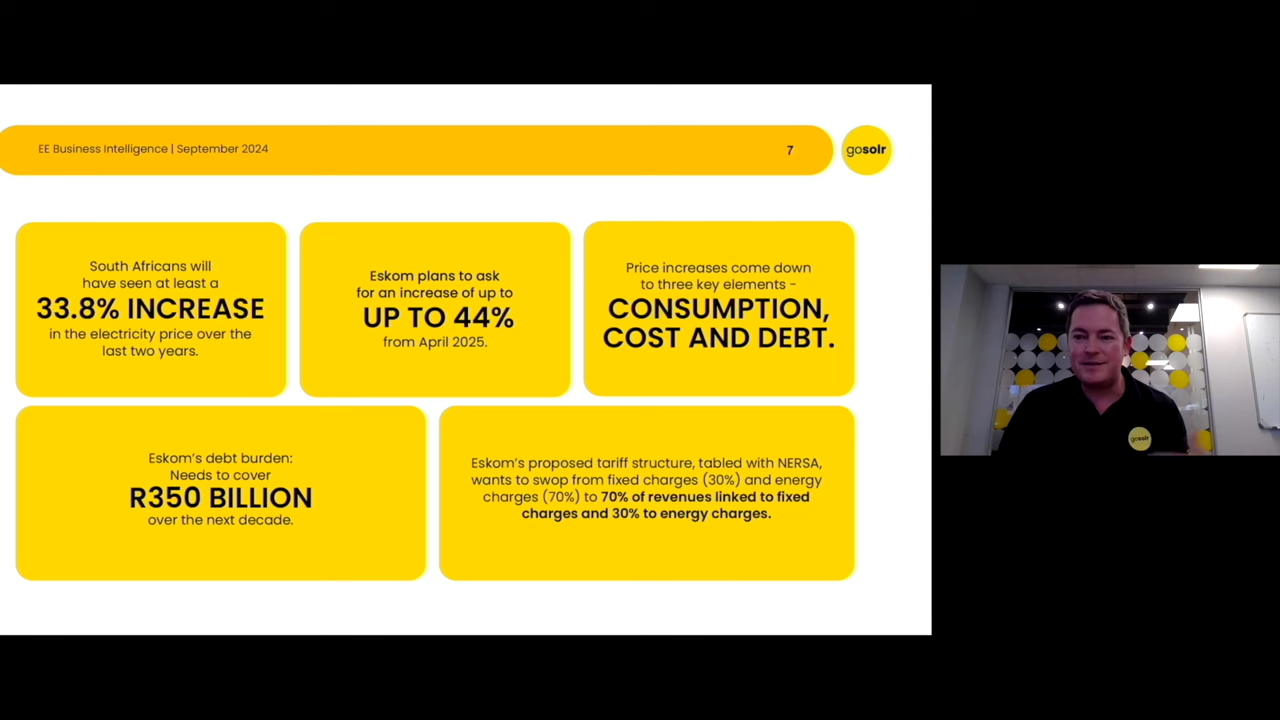 EE Business Intelligence | September 2024
7
gosolr
South Africans will
have seen at least a
33.8% INCREASE
in the electricity price over the
last two years.
Eskom plans to ask
for an increase of up to
UP TO 44%
from April 2025.
Price increases come down
to three key elements -
CONSUMPTION,
COST AND DEBT.
Eskom's debt burden:
Needs to cover
R350 BILLION
over the next decade.
Eskom's proposed tariff structure, tabled with NERSA,
wants to swop from fixed charges (30%) and energy
charges (70%) to 70% of revenues linked to fixed
charges and 30% to energy charges.
gosolr